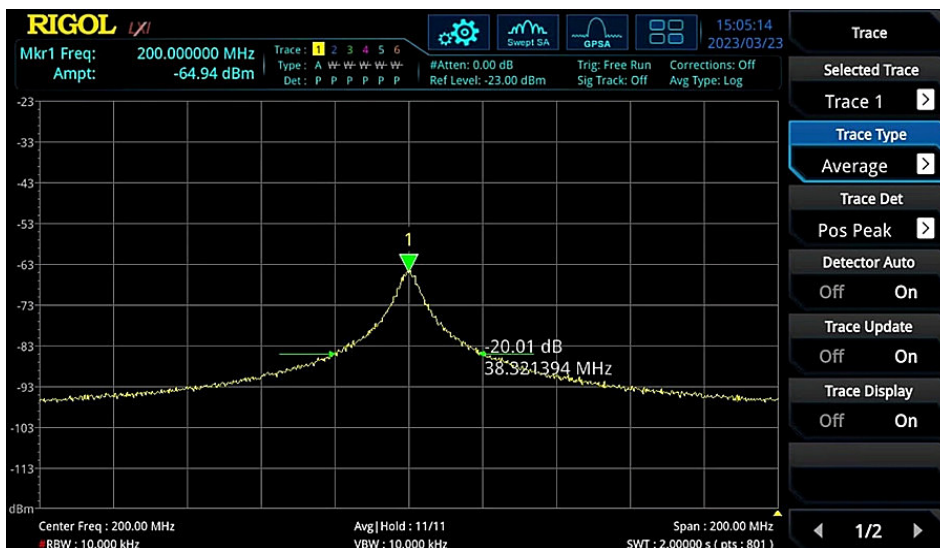 RIGOL LXI
Mkr1 Freq: 200.000000 MHz
Ampt: -64.94 dBm
Trace: 1 2 3 4 5 6
Type: A W W W W W
Det: P P P P P P
Swept SA
GPSA
15:05:14
2023/03/23
#Atten: 0.00 dB
Ref Level: -23.00 dBm
Trig: Free Run
Sig Track: Off
Corrections: Off
Avg Type: Log
-23
-33
-43
-53
-63
-73
-83
-93
-103
-113
dBm
1
-20.01 dB
38.321394 MHz
Center Freq : 200.00 MHz
#RBW : 10.000 kHz
Avg|Hold : 11/11
VBW : 10.000 kHz
Span : 200.00 MHz
SWT : 2.00000 s ( pts : 801 )
Trace
Selected Trace
Trace 1
Trace Type
Average
Trace Det
Pos Peak
Detector Auto
Off On
Trace Update
Off On
Trace Display
Off On
1/2